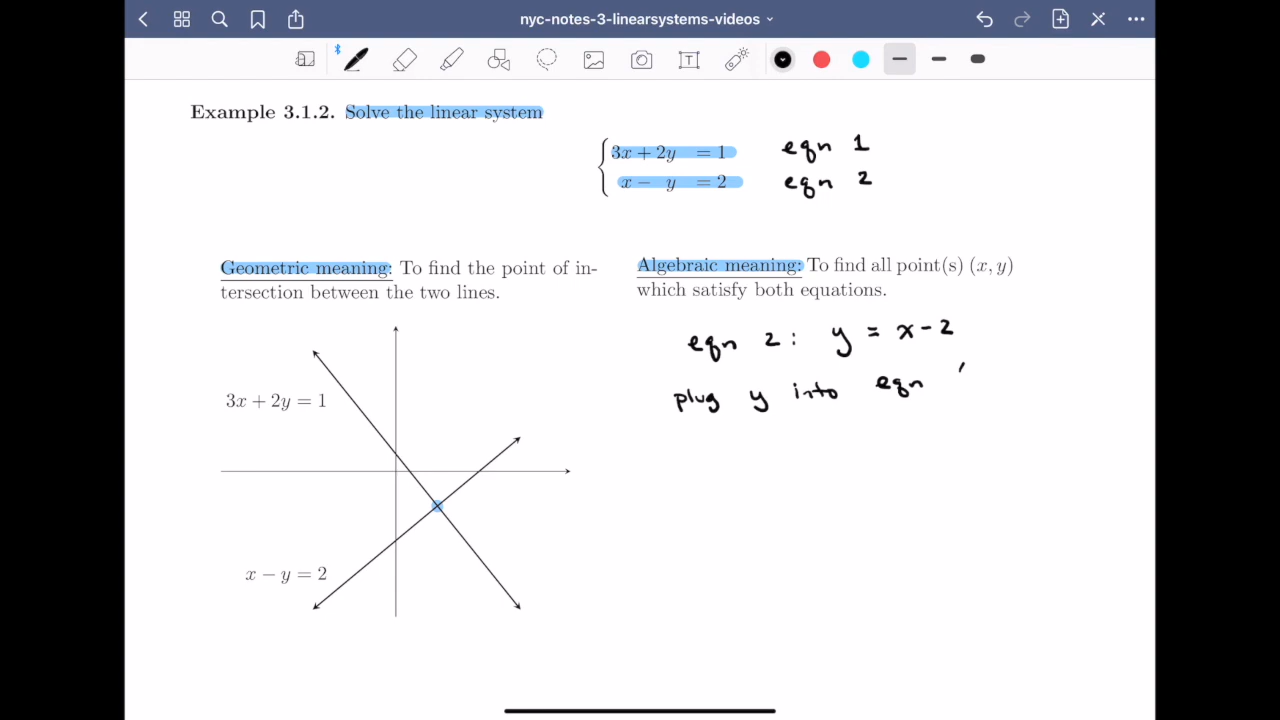 nyc-notes-3-linearsystems-videos
Example 3.1.2. Solve the linear system
3x + 2y = 1 eqn 1
x − y = 2 eqn 2
Geometric meaning: To find the point of in-
tersection between the two lines.
3x + 2y = 1
x − y = 2
Algebraic meaning: To find all point(s) (x, y)
which satisfy both equations.
eqn 2: y = x-2
plug y into eqn